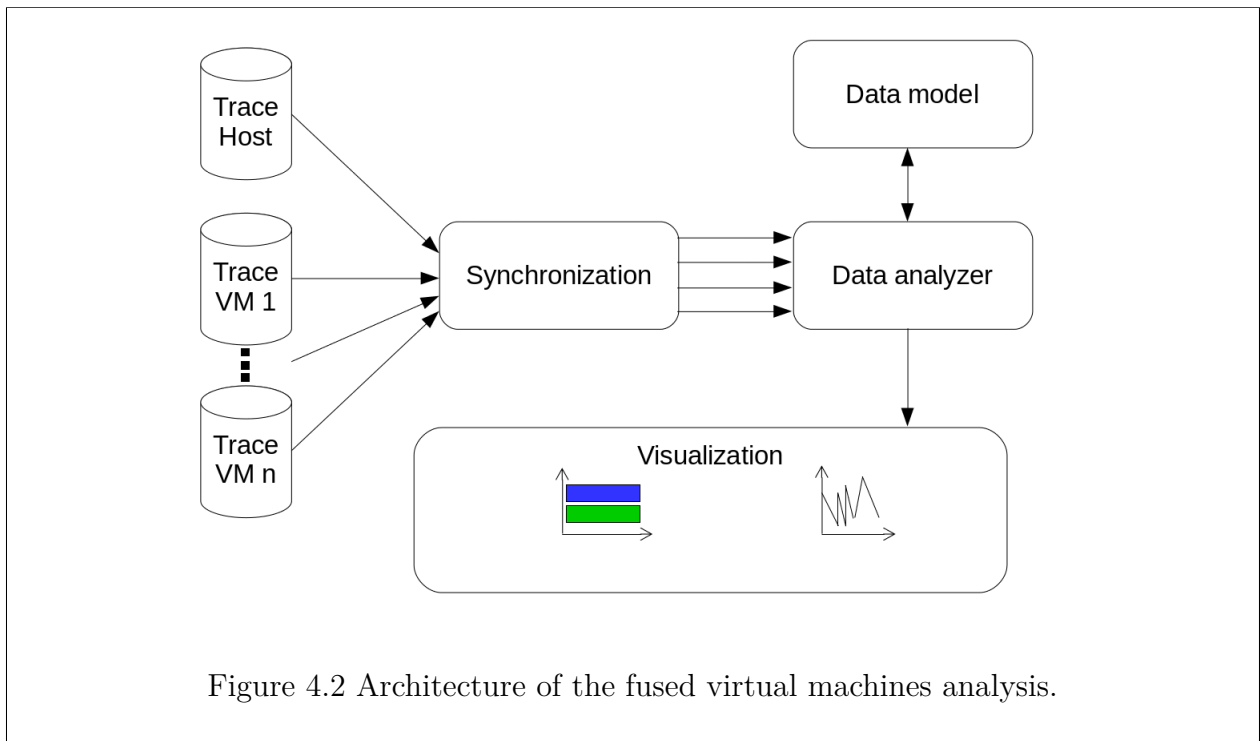 Trace
Host
Trace
VM 1
Trace
VM n
Synchronization
Data model
Data analyzer
Visualization
Figure 4.2 Architecture of the fused virtual machines analysis.